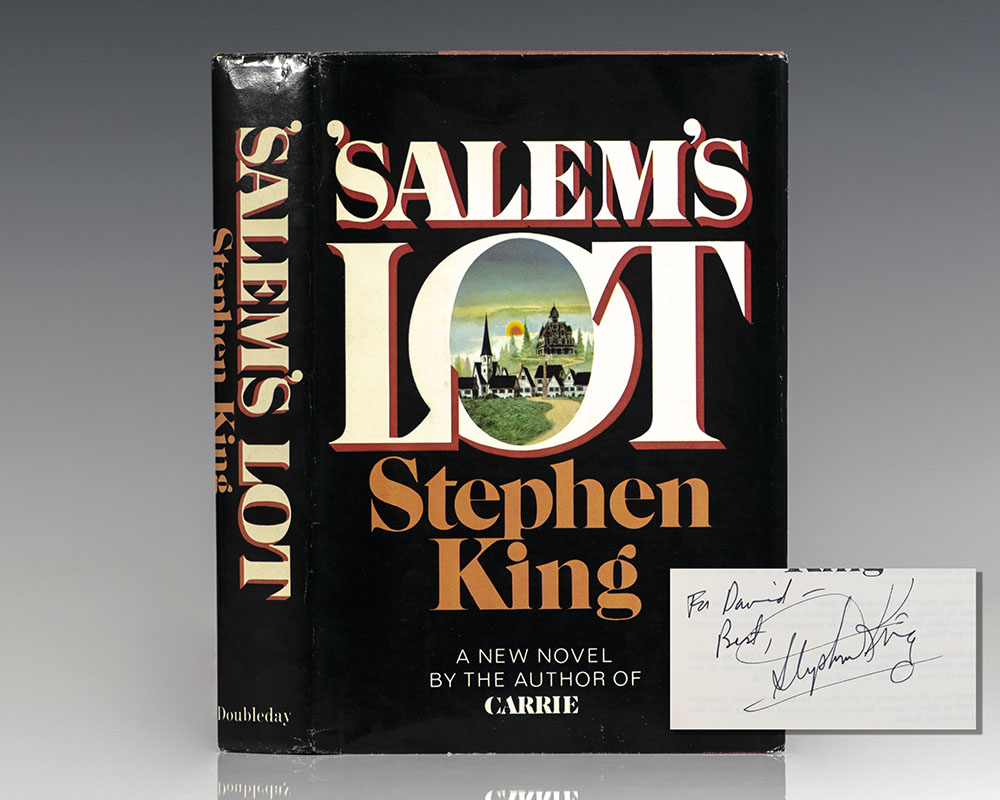 'SALEM'S LOT
Stephen King
Doubleday
'SALEM'S
LOT
Stephen
King
A NEW NOVEL
BY THE AUTHOR OF
CARRIE
King
For David –
Best,
Stephen King